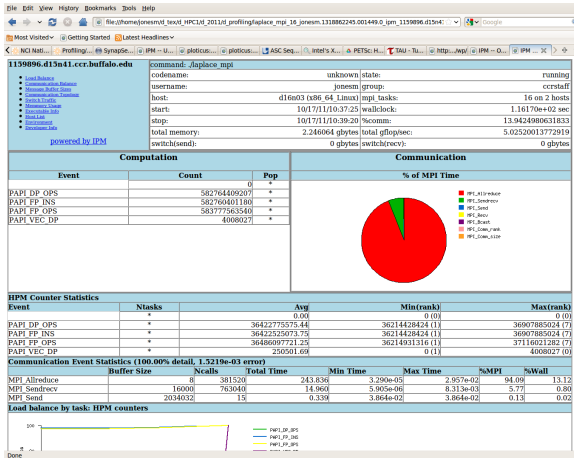 File Edit View History Bookmarks Tools Help
file:///home/jonesm/d_tex/d_HPC1/d_2011/d_profiling/laplace_mpi_16_jonesm.1318862245.001449.0_ipm_1159896.d15n41
Google
Most Visited Getting Started Latest Headlines
NCI Nati... Profiling/... SynapSe... IPM -- U... ploticus:... ploticus:... ASC Seq... Intel's X... PETSc: H... TAU - Tu... http:.../wp/ IPM -- O... IPM ...
1159896.d15n41.ccr.buffalo.edu
Load Balance
Communication Balance
Message Buffer Sizes
Communication Topology
Switch Traffic
Memory Usage
Executable Info
Host List
Environment
Developer Info
powered by IPM
command: ./laplace_mpi
codename: unknown state: running
username: jonesm group: ccrstaff
host: d16n03 (x86_64_Linux) mpi_tasks: 16 on 2 hosts
start: 10/17/11/10:37:25 wallclock: 1.16170e+02 sec
stop: 10/17/11/10:39:20 %comm: 13.9424980631833
total memory: 2.246064 gbytes total gflop/sec: 5.02520013772919
switch(send): 0 gbytes switch(recv): 0 gbytes
Computation
Event Count Pop
0 *
PAPI_DP_OPS 582764409207 *
PAPI_FP_INS 582760401180 *
PAPI_FP_OPS 583777563540 *
PAPI_VEC_DP 4008027 *
Communication
% of MPI Time
MPI_Allreduce
MPI_Sendrecv
MPI_Send
MPI_Recv
MPI_Bcast
MPI_Comm_rank
MPI_Comm_size
HPM Counter Statistics
Event Ntasks Avg Min(rank) Max(rank)
* 0.00 0 (0) 0 (0)
PAPI_DP_OPS * 36422775575.44 36214428424 (1) 36907885024 (7)
PAPI_FP_INS * 36422525073.75 36214428424 (1) 36907885024 (7)
PAPI_FP_OPS * 36486097721.25 36214931316 (1) 37116021282 (7)
PAPI_VEC_DP * 250501.69 0 (1) 4008027 (0)
Communication Event Statistics (100.00% detail, 1.5219e-03 error)
Buffer Size Ncalls Total Time Min Time Max Time %MPI %Wall
MPI_Allreduce 8 381520 243.836 3.290e-05 2.957e-02 94.09 13.12
MPI_Sendrecv 16000 763040 14.960 5.905e-06 8.313e-03 5.77 0.80
MPI_Send 2034032 15 0.339 3.864e-02 3.864e-02 0.13 0.02
Load balance by task: HPM counters
100
PAPI_DP_OPS
PAPI_FP_INS
PAPI_FP_OPS
80
Done